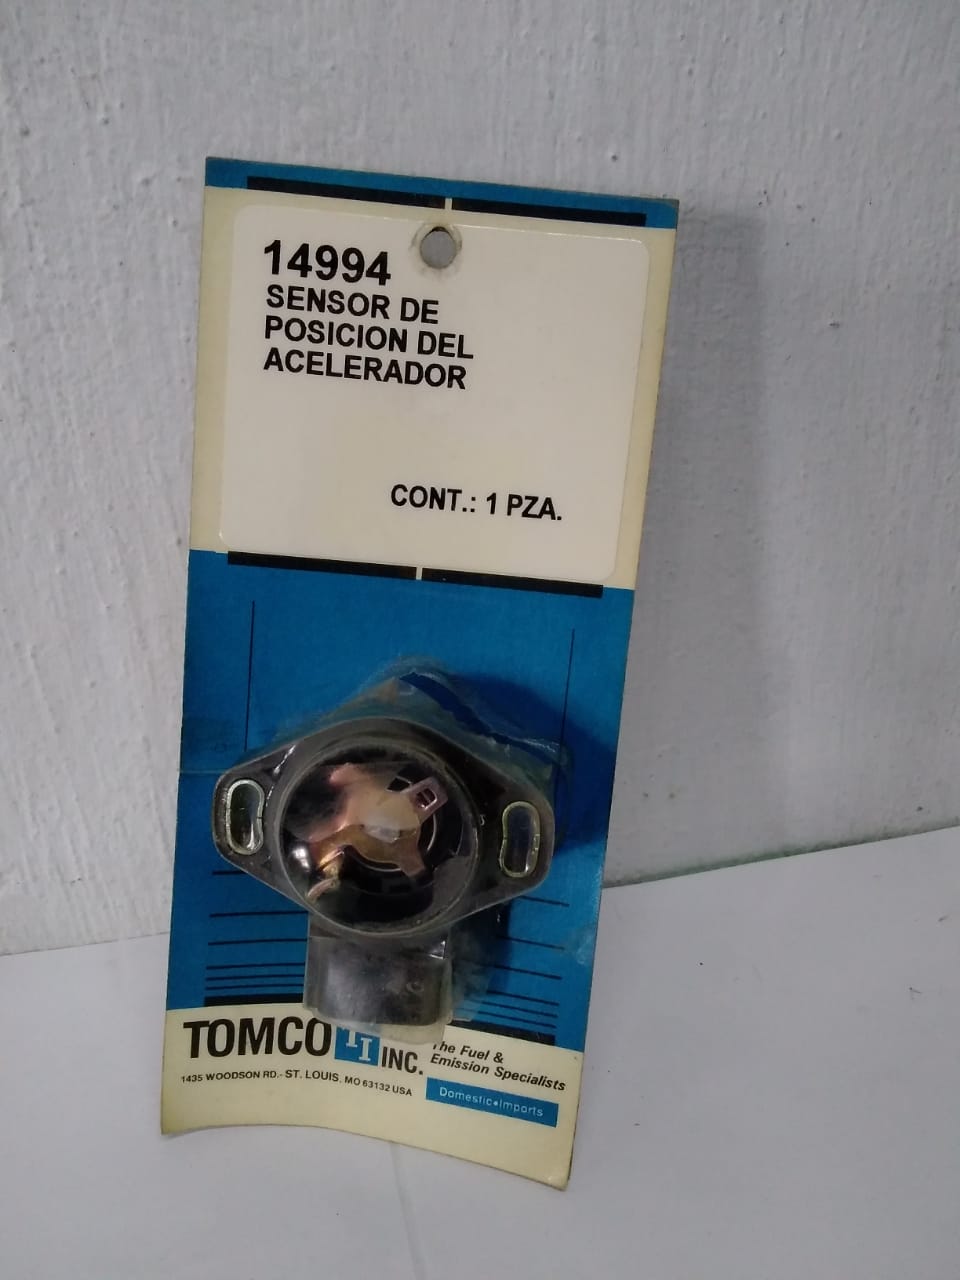 14994
SENSOR DE
POSICION DEL
ACELERADOR
CONT.: 1 PZA.
TOMCO TI INC.
1435 WOODSON RD.- ST. LOUIS, MO 63132 USA
The Fuel &
Emission Specialists
Domestic•Imports